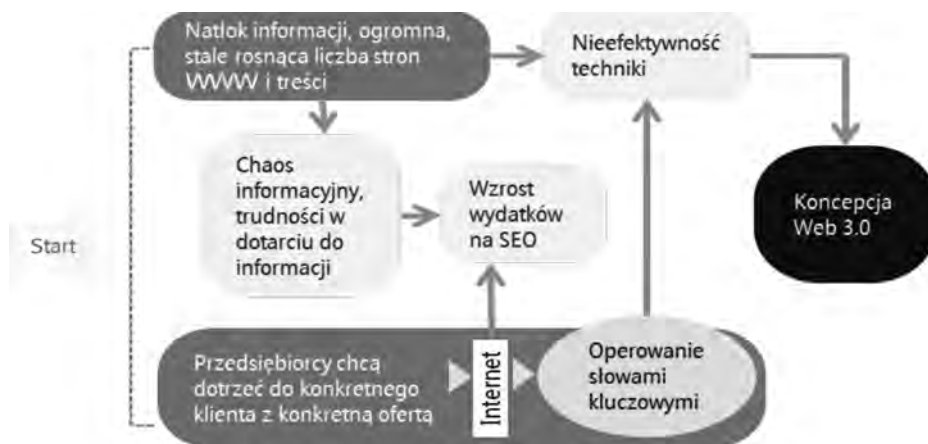 Natłok informacji, ogromna,
stale rosnąca liczba stron
WWW i treści
Nieefektywność
techniki
Chaos
informacyjny,
trudności w
dotarciu do
informacji
Wzrost
wydatków
na SEO
Koncepcja
Web 3.0
Start
Przedsiębiorcy chcą
dotrzeć do konkretnego
klienta z konkretną ofertą
Internet
Operowanie
słowami
kluczowymi